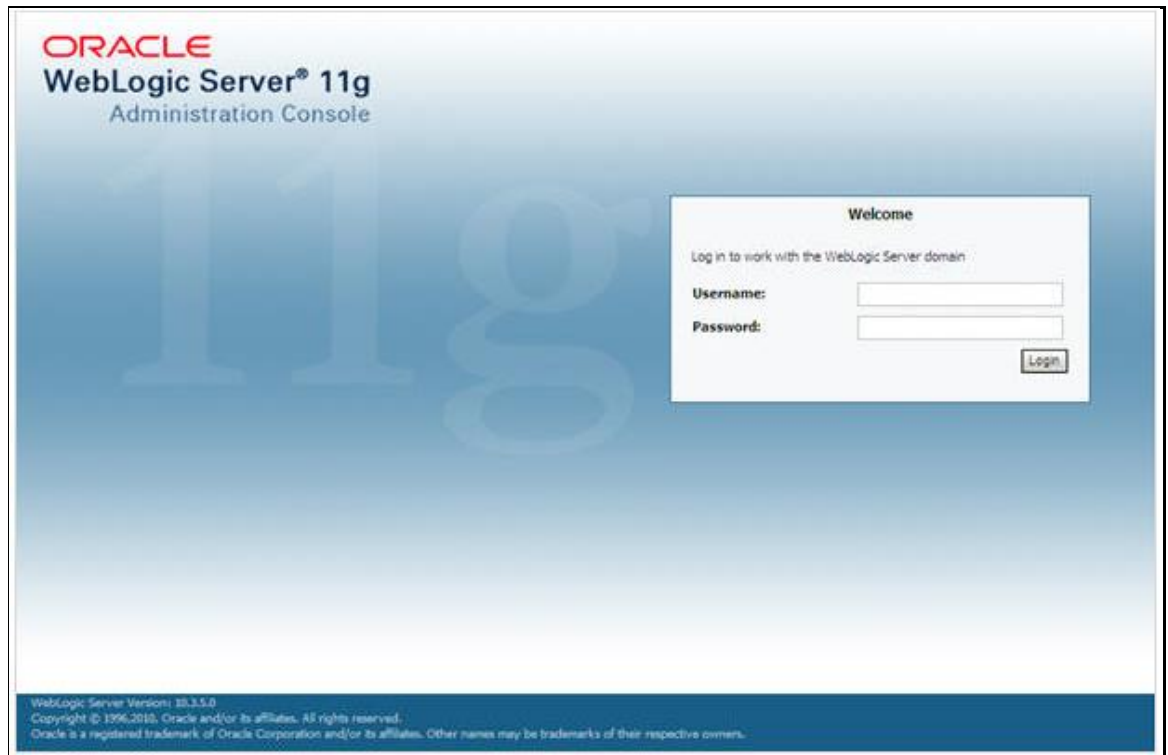 ORACLE
WebLogic Server® 11g
Administration Console
11g
Welcome
Log in to work with the WebLogic Server domain
Username:
Password:
Login
WebLogic Server Version: 10.3.5.0
Copyright © 1996,2010, Oracle and/or its affiliates. All rights reserved.
Oracle is a registered trademark of Oracle Corporation and/or its affiliates. Other names may be trademarks of their respective owners.